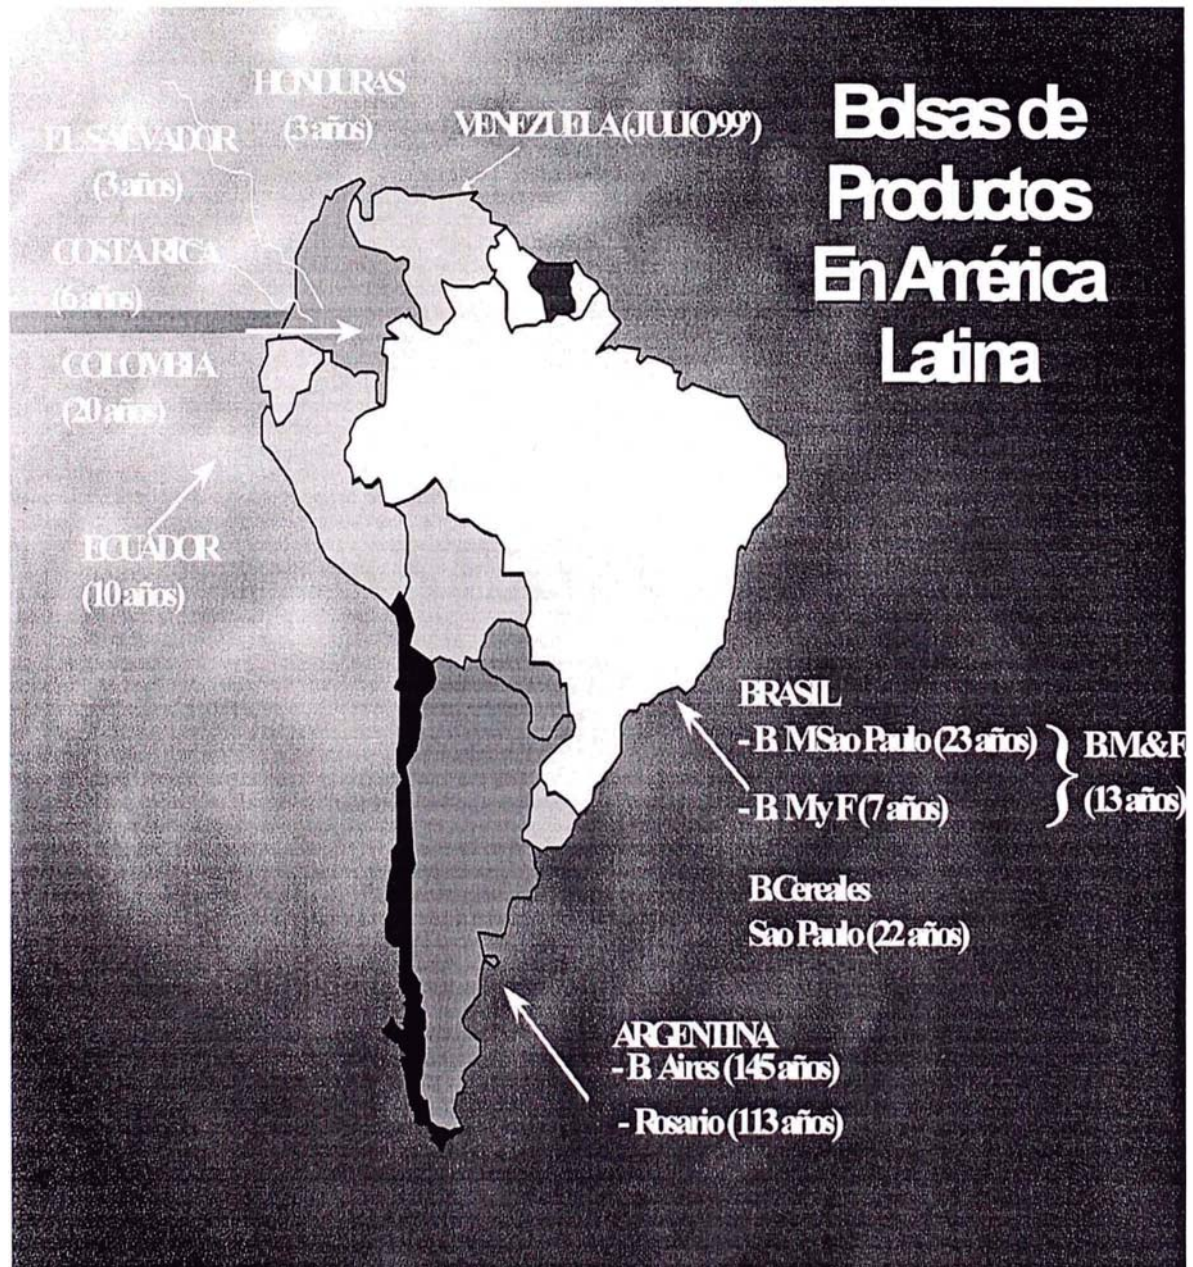 Bolsas de
Productos
En América
Latina
HONDURAS
(3 años)
VENEZUELA (JULIO 99')
EL SALVADOR
(3 años)
COSTA RICA
(6 años)
COLOMBIA
(20 años)
ECUADOR
(10 años)
BRASIL
- B. M Sao Paulo (23 años)
- B. M y F (7 años)
B.M.&F
(13 años)
B.Cereales
Sao Paulo (22 años)
ARGENTINA
- B. Aires (145 años)
- Rosario (113 años)